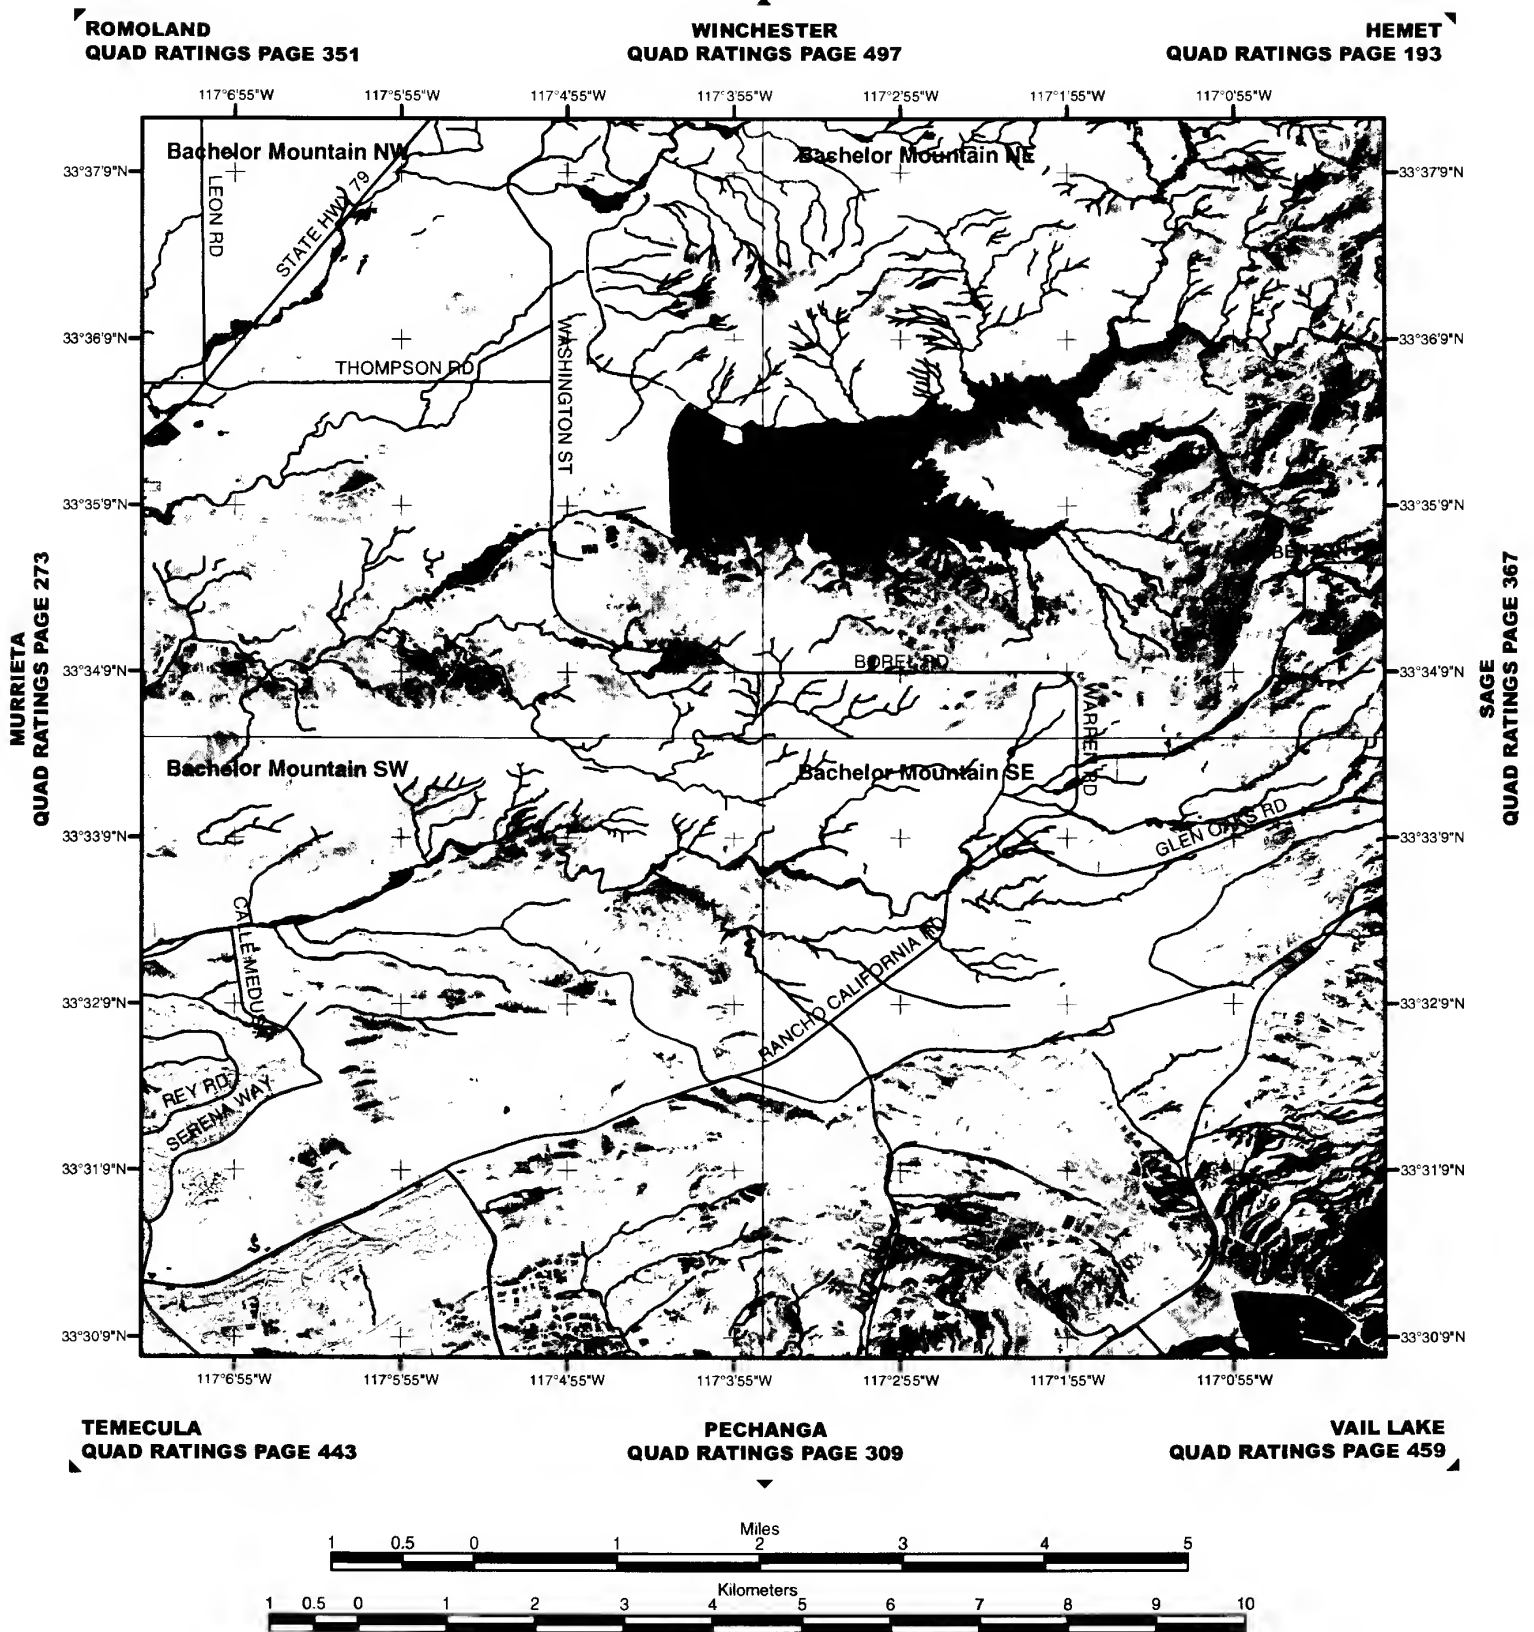 ROMOLAND
QUAD RATINGS PAGE 351
WINCHESTER
QUAD RATINGS PAGE 497
HEMET
QUAD RATINGS PAGE 193
117°6'55"W 117°5'55"W 117°4'55"W 117°3'55"W 117°2'55"W 117°1'55"W 117°0'55"W
Bachelor Mountain NW
Bachelor Mountain NE
33°37'9"N
33°37'9"N
LEON RD
STATE HWY 79
33°36'9"N
33°36'9"N
THOMPSON RD
WASHINGTON ST
33°35'9"N
33°35'9"N
MURRIETA
QUAD RATINGS PAGE 273
SAGE
QUAD RATINGS PAGE 367
33°34'9"N
BOREL RD
33°34'9"N
WARREN RD
Bachelor Mountain SW
Bachelor Mountain SE
33°33'9"N
GLEN OAKS RD
33°33'9"N
CALLE MEDUSA
RANCHO CALIFORNIA RD
33°32'9"N
33°32'9"N
REY RD
SERENA WAY
33°31'9"N
33°31'9"N
33°30'9"N
33°30'9"N
117°6'55"W 117°5'55"W 117°4'55"W 117°3'55"W 117°2'55"W 117°1'55"W 117°0'55"W
TEMECULA
QUAD RATINGS PAGE 443
PECHANGA
QUAD RATINGS PAGE 309
VAIL LAKE
QUAD RATINGS PAGE 459
Miles
1 0.5 0 1 2 3 4 5
Kilometers
1 0.5 0 1 2 3 4 5 6 7 8 9 10